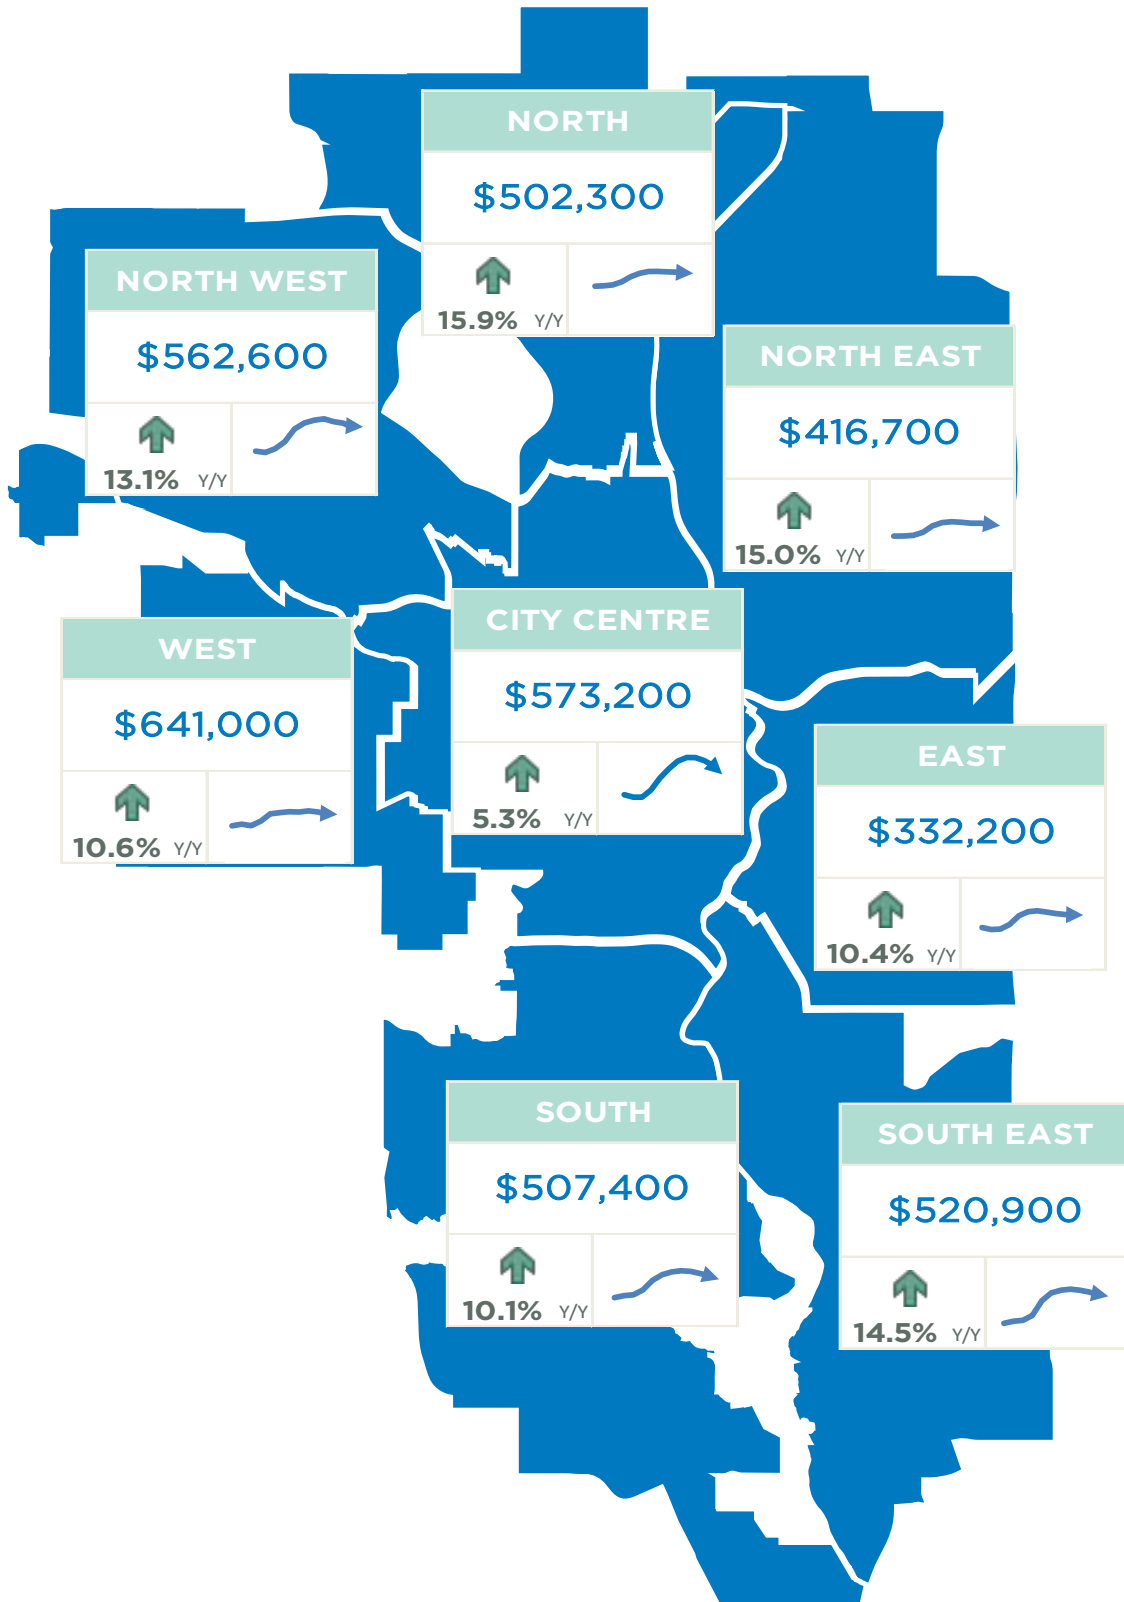 NORTH
$502,300
15.9% Y/Y
NORTH WEST
$562,600
13.1% Y/Y
NORTH EAST
$416,700
15.0% Y/Y
CITY CENTRE
$573,200
5.3% Y/Y
WEST
$641,000
10.6% Y/Y
EAST
$332,200
10.4% Y/Y
SOUTH
$507,400
10.1% Y/Y
SOUTH EAST
$520,900
14.5% Y/Y